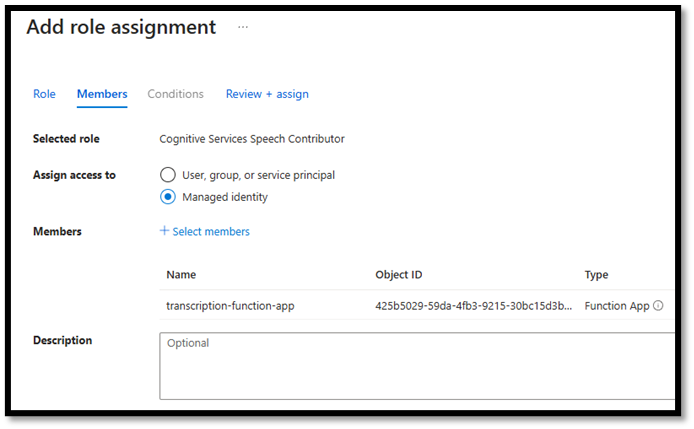 Add role assignment ...
Role Members Conditions Review + assign
Selected role Cognitive Services Speech Contributor
Assign access to User, group, or service principal
Managed identity
Members + Select members
Name Object ID Type
transcription-function-app 425b5029-59da-4fb3-9215-30bc15d3b... Function App
Description Optional